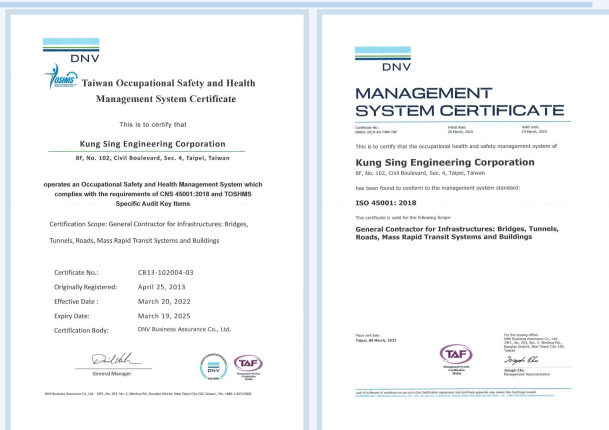 DNV
TOSHMS
Taiwan Occupational Safety and Health
Management System Certificate
This is to certify that
Kung Sing Engineering Corporation
8F, No. 102, Civil Boulevard, Sec. 4, Taipei, Taiwan
operates an Occupational Safety and Health Management System which
complies with the requirements of CNS 45001:2018 and TOSHMS
Specific Audit Key Items
Certification Scope: General Contractor for Infrastructures: Bridges,
Tunnels, Roads, Mass Rapid Transit Systems and Buildings
Certificate No.: CB13-102004-03
Originally Registered: April 25, 2013
Effective Date : March 20, 2022
Expiry Date: March 19, 2025
Certification Body: DNV Business Assurance Co., Ltd.
General Manager
DNV
TAF
DNV
MANAGEMENT
SYSTEM CERTIFICATE
Certificate No.:
Initial date:
Valid until:
This is to certify that the occupational health and safety management system of
Kung Sing Engineering Corporation
8F, No. 102, Civil Boulevard, Sec. 4, Taipei, Taiwan
has been found to conform to the management system standard:
ISO 45001: 2018
This certificate is valid for the following Scope:
General Contractor for Infrastructures: Bridges, Tunnels,
Roads, Mass Rapid Transit Systems and Buildings
Place and date:
Taipei, March, 2022
For the issuing office:
DNV Business Assurance Co., Ltd.
TAF
Management System
Joseph Chu
Management Representative